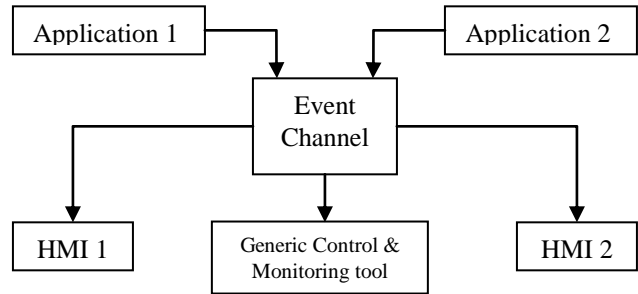 Application 1
Application 2
Event
Channel
HMI 1
Generic Control &
Monitoring tool
HMI 2